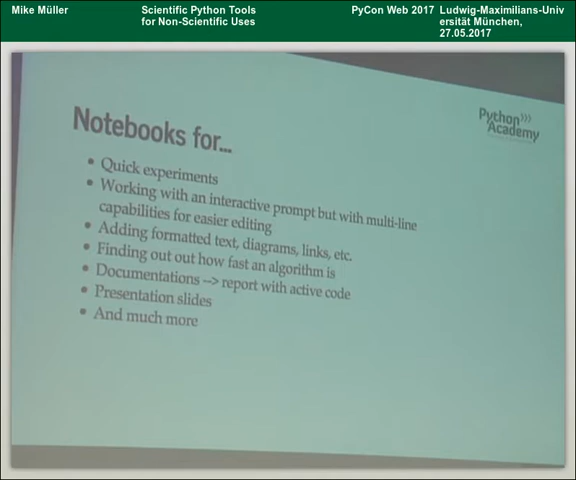 Mike Müller
Scientific Python Tools
for Non-Scientific Uses
PyCon Web 2017
Ludwig-Maximilians-Univ
ersität München,
27.05.2017
Notebooks for...
Python
Academy
• Quick experiments
• Working with an interactive prompt but with multi-line
capabilities for easier editing
• Adding formatted text, diagrams, links, etc.
• Finding out out how fast an algorithm is
• Documentations --> report with active code
• Presentation slides
• And much more